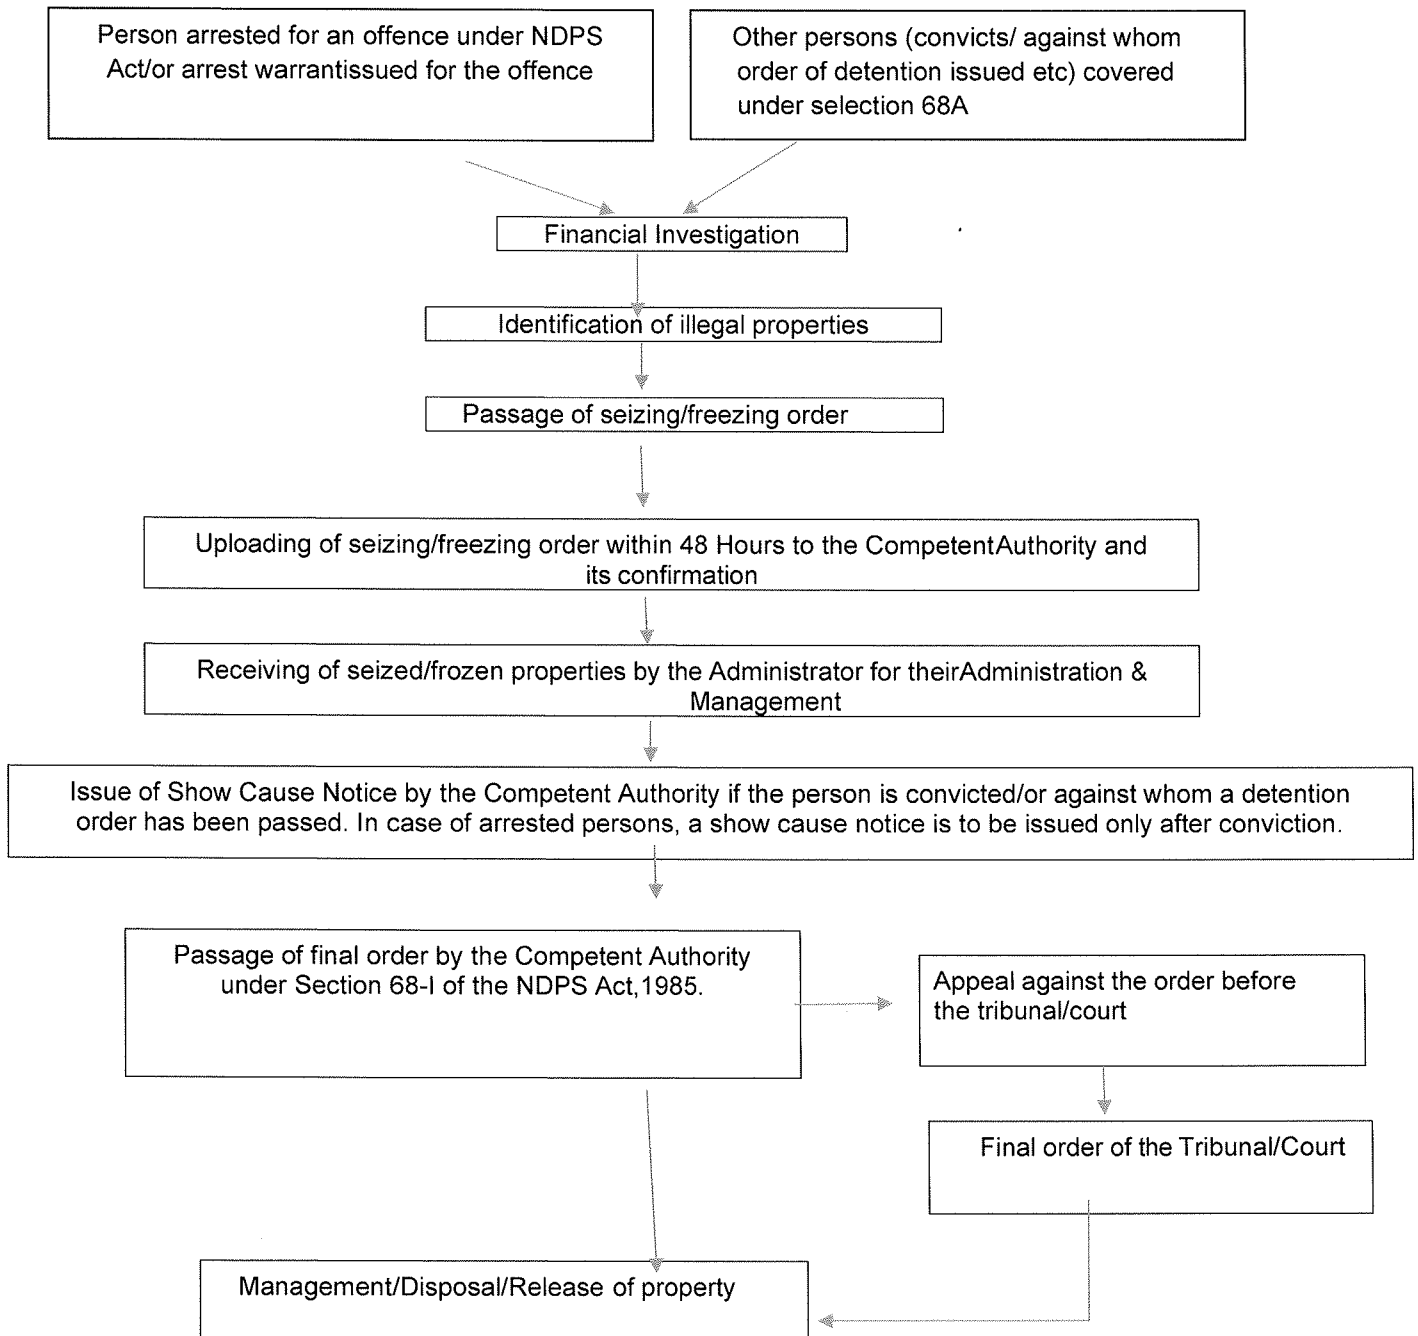 Person arrested for an offence under NDPS
Act/or arrest warrantissued for the offence
Other persons (convicts/ against whom
order of detention issued etc) covered
under selection 68A
Financial Investigation
Identification of illegal properties
Passage of seizing/freezing order
Uploading of seizing/freezing order within 48 Hours to the CompetentAuthority and
its confirmation
Receiving of seized/frozen properties by the Administrator for theirAdministration &
Management
Issue of Show Cause Notice by the Competent Authority if the person is convicted/or against whom a detention
order has been passed. In case of arrested persons, a show cause notice is to be issued only after conviction.
Passage of final order by the Competent Authority
under Section 68-I of the NDPS Act,1985.
Appeal against the order before
the tribunal/court
Final order of the Tribunal/Court
Management/Disposal/Release of property